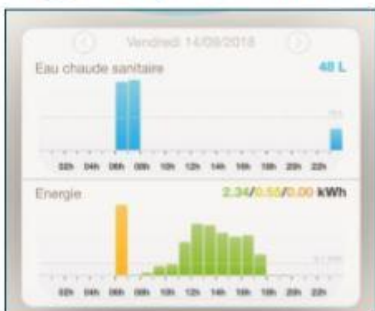 Vendredi 14/09/2018
Eau chaude sanitaire 48 L
02h 04h 06h 08h 10h 12h 14h 16h 18h 20h 22h
Energie 2.34/0.55/0.00 kWh
02h 04h 06h 08h 10h 12h 14h 16h 18h 20h 22h